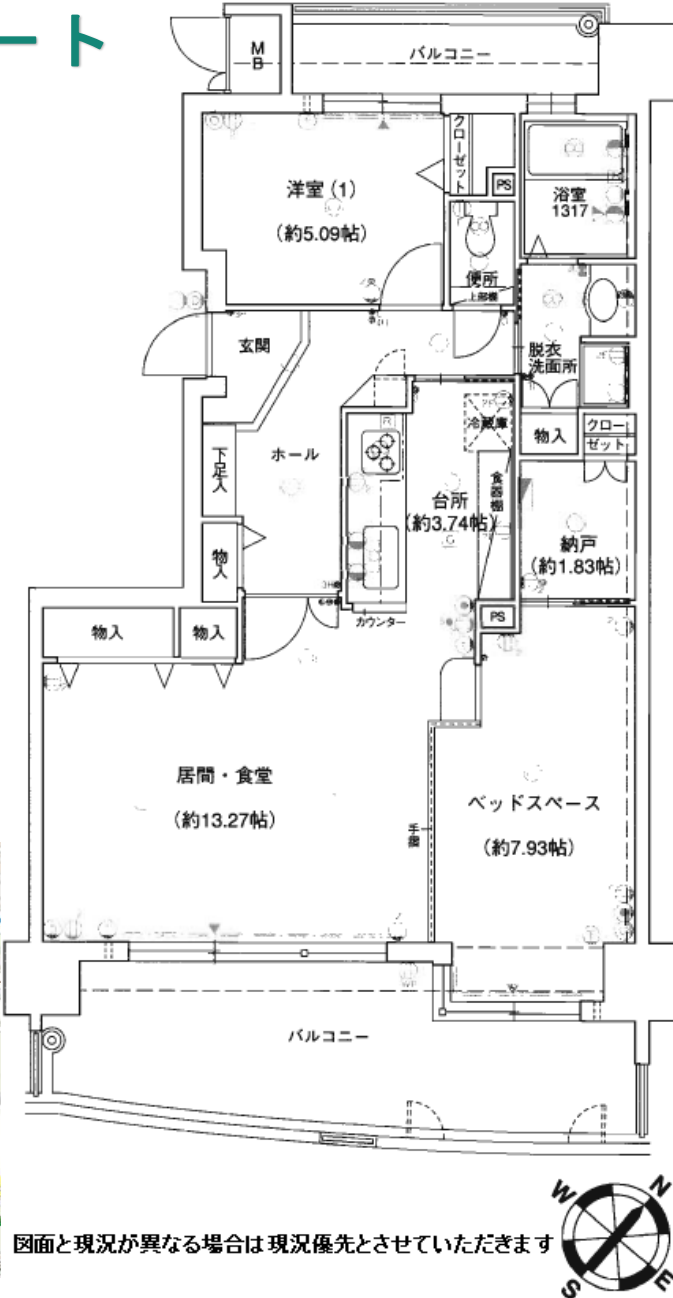 ート
MB
バルコニー
クローゼット
洋室(1)
(約5.09帖)
PS
浴室
1317
便所
上部棚
玄関
脱衣
洗面所
下足入
ホール
冷蔵庫
物入
クロー
ゼット
食器棚
台所
(約3.74帖)
納戸
(約1.83帖)
物入
カウンター
PS
物入
物入
居間・食堂
(約13.27帖)
ベッドスペース
(約7.93帖)
手摺
バルコニー
W
N
S
E
図面と現況が異なる場合は現況優先とさせていただきます